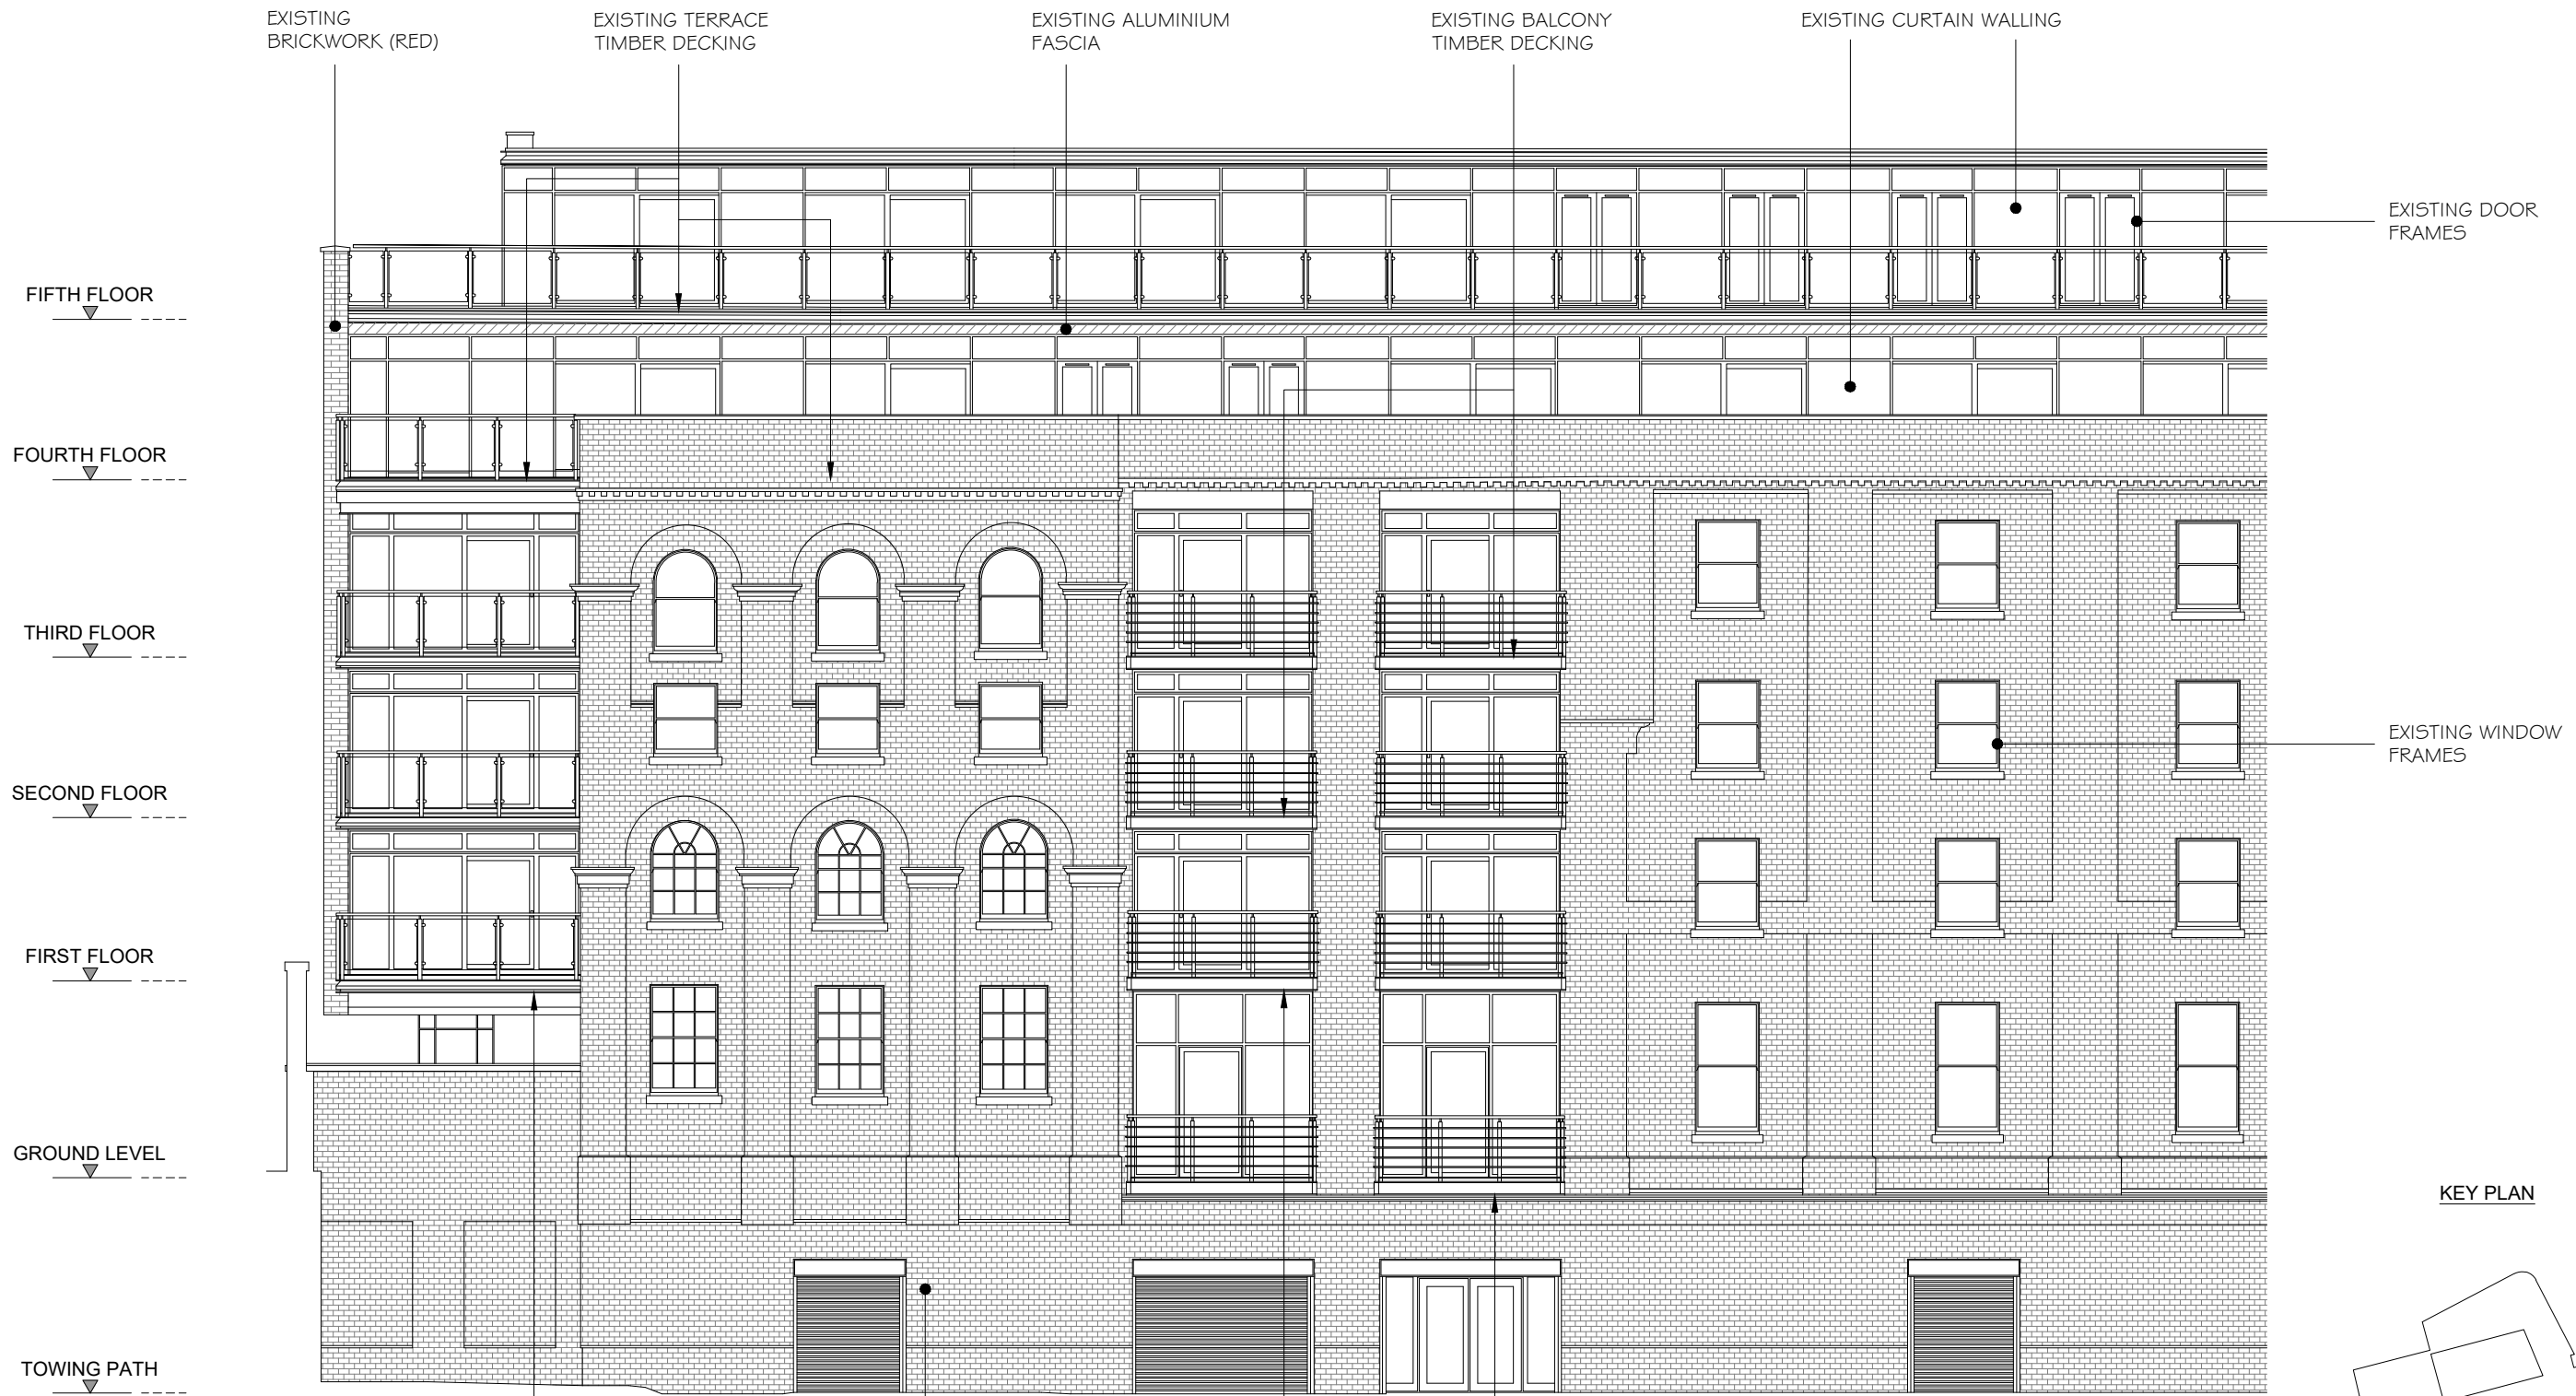 EXISTING
BRICKWORK (RED)
EXISTING TERRACE
TIMBER DECKING
EXISTING ALUMINIUM
FASCIA
EXISTING BALCONY
TIMBER DECKING
EXISTING CURTAIN WALLING
EXISTING DOOR
FRAMES
FIFTH FLOOR
FOURTH FLOOR
THIRD FLOOR
EXISTING WINDOW
FRAMES
SECOND FLOOR
FIRST FLOOR
GROUND LEVEL
KEY PLAN
TOWING PATH